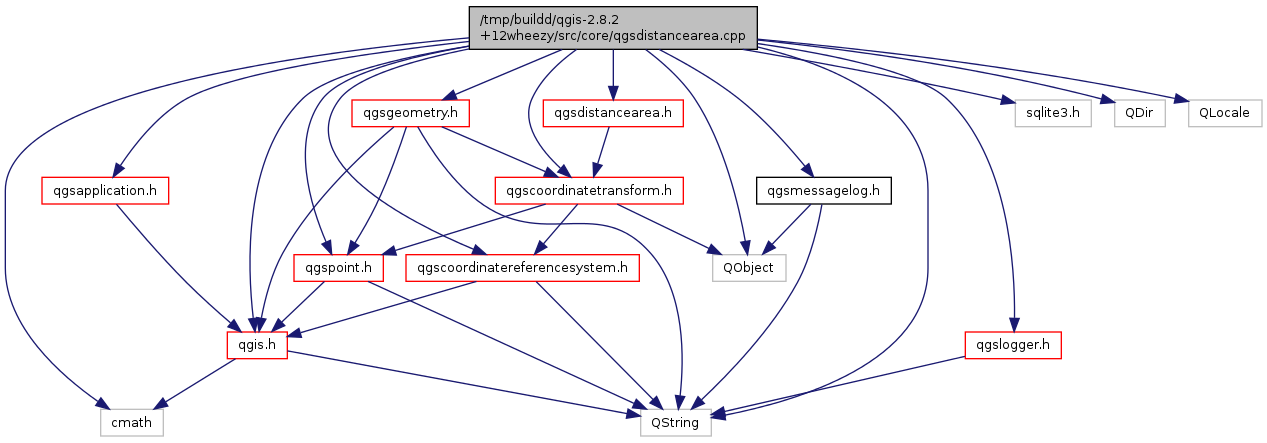 /tmp/buildd/qgis-2.8.2
+12wheezy/src/core/qgsdistancearea.cpp
qgsgeometry.h
qgsdistancearea.h
sqlite3.h
QDir
QLocale
qgsapplication.h
qgscoordinatetransform.h
qgsmessagelog.h
qgspoint.h
qgscoordinatereferencesystem.h
QObject
qgis.h
qgslogger.h
cmath
QString